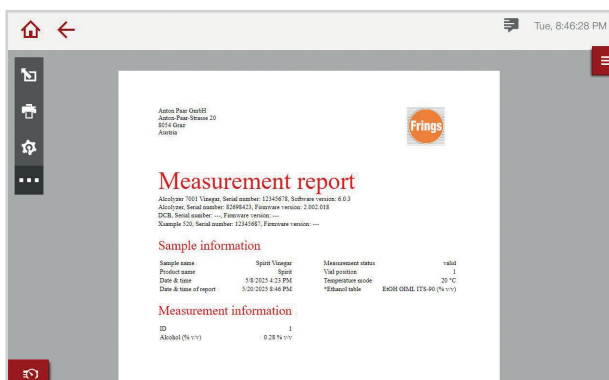 Tue, 8:46:28 PM
Anton Paar GmbH
Anton-Paar-Strasse 20
8054 Graz
Austria
Frings
Measurement report
Alcolyzer 7001 Vinegar, Serial number: 12345678, Software version: 6.0.3
Alcolyzer, Serial number: 82698423, Firmware version: 2.002.018
DCB, Serial number: ---, Firmware version: ---
Xsample 520, Serial number: 12343687, Firmware version: ---
Sample information
Sample name Spirit Vinegar Measurement status valid
Product name Spirit Vial position 1
Date & time 5/8/2025 4:23 PM Temperature mode 20 °C
Date & time of report 5/20/2025 8:46 PM *Ethanol table EtOH OIML ITS-90 (% v/v)
Measurement information
ID 1
Alcohol (% v/v) 0.28 % v/v